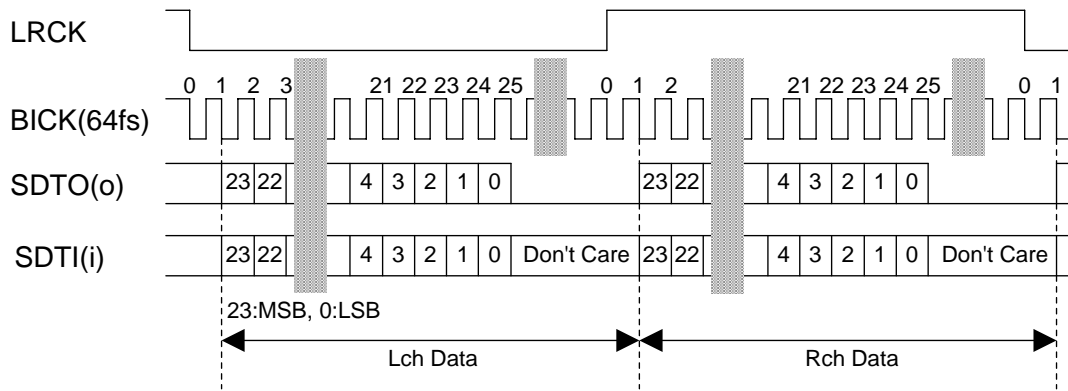 LRCK
0 1 2 3 21 22 23 24 25 0 1 2 21 22 23 24 25 0 1
BICK(64fs)
SDTO(o) 23 22 4 3 2 1 0 23 22 4 3 2 1 0
SDTI(i) 23 22 4 3 2 1 0 Don't Care 23 22 4 3 2 1 0 Don't Care
23:MSB, 0:LSB
Lch Data Rch Data